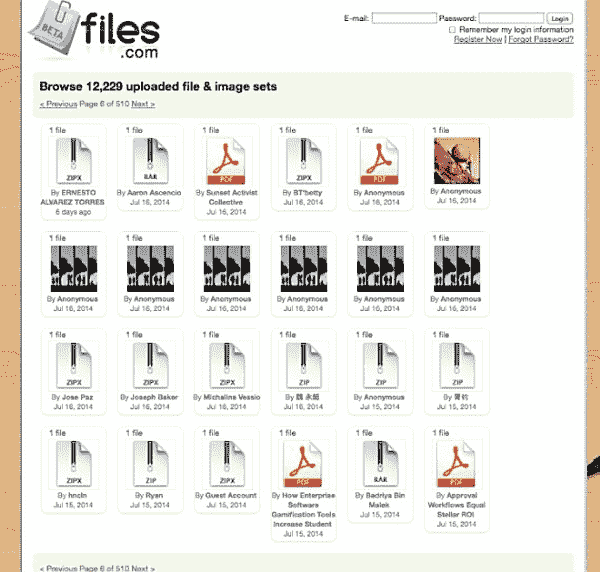 E-mail: Password: Login
BETA files
Remember my login information
.com
Register Now | Forgot Password?
Browse 12,229 uploaded file & image sets
< Previous Page 6 of 510 Next >
1 file 1 file 1 file 1 file 1 file 1 file
ZIPX RAR PDF ZIPX PDF
By ERNESTO By Aaron Ascencio By Sunset Activist By BT'hetty By Anonymous By Anonymous
ALVAREZ TORRES Jul 16, 2014 Collective Jul 16, 2014 Jul 16, 2014 Jul 16, 2014
6 days ago Jul 16, 2014
1 file 1 file 1 file 1 file 1 file 1 file
By Anonymous By Anonymous By Anonymous By Anonymous By Anonymous By Anonymous
Jul 16, 2014 Jul 16, 2014 Jul 16, 2014 Jul 16, 2014 Jul 16, 2014 Jul 16, 2014
1 file 1 file 1 file 1 file 1 file 1 file
ZIPX ZIPX ZIPX ZIP ZIP ZIP
By Jose Paz By Joseph Baker By Michaline Vessio By By Anonymous By
Jul 16, 2014 Jul 16, 2014 Jul 16, 2014 Jul 16, 2014 Jul 15, 2014 Jul 15, 2014
1 file 1 file 1 file 1 file 1 file 1 file
ZIPX ZIP ZIPX PDF RAR PDF
By hncln By Ryan By Guest Account By How Enterprise By Badriya Bin By Approval
Jul 15, 2014 Jul 15, 2014 Jul 15, 2014 Software Malek Workflows Equal
Gamification Tools Jul 15, 2014 Steller ROI
Increase Student Jul 15, 2014
Jul 15, 2014
< Previous Page 6 of 510 Next >